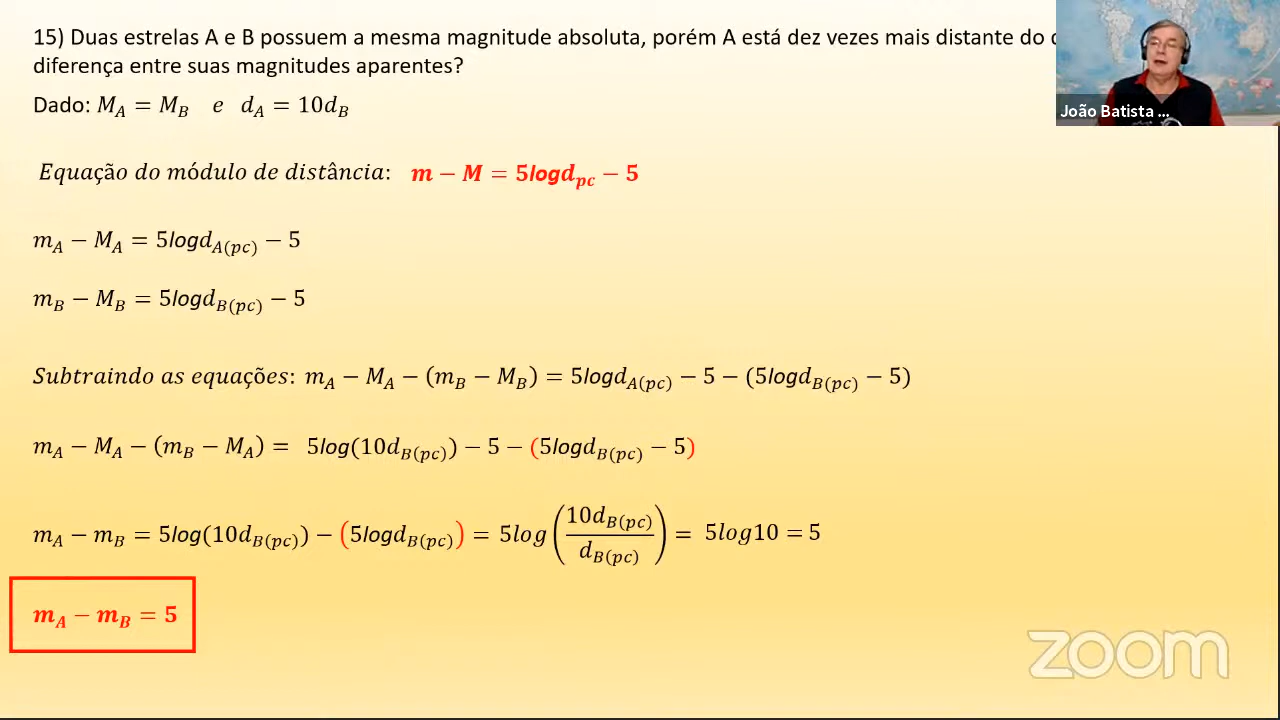 15) Duas estrelas A e B possuem a mesma magnitude absoluta, porém A está dez vezes mais distante do
diferença entre suas magnitudes aparentes?
Dado: M_A = M_B e d_A = 10d_B
João Batista ...
Equação do módulo de distância: m − M = 5logd_pc − 5
m_A − M_A = 5logd_A(pc) − 5
m_B − M_B = 5logd_B(pc) − 5
Subtraindo as equações: m_A − M_A − (m_B − M_B) = 5logd_A(pc) − 5 − (5logd_B(pc) − 5)
m_A − M_A − (m_B − M_A) = 5log(10d_B(pc)) − 5 − (5logd_B(pc) − 5)
m_A − m_B = 5log(10d_B(pc)) − (5logd_B(pc)) = 5log(10d_B(pc)/d_B(pc)) = 5log10 = 5
m_A − m_B = 5
zoom